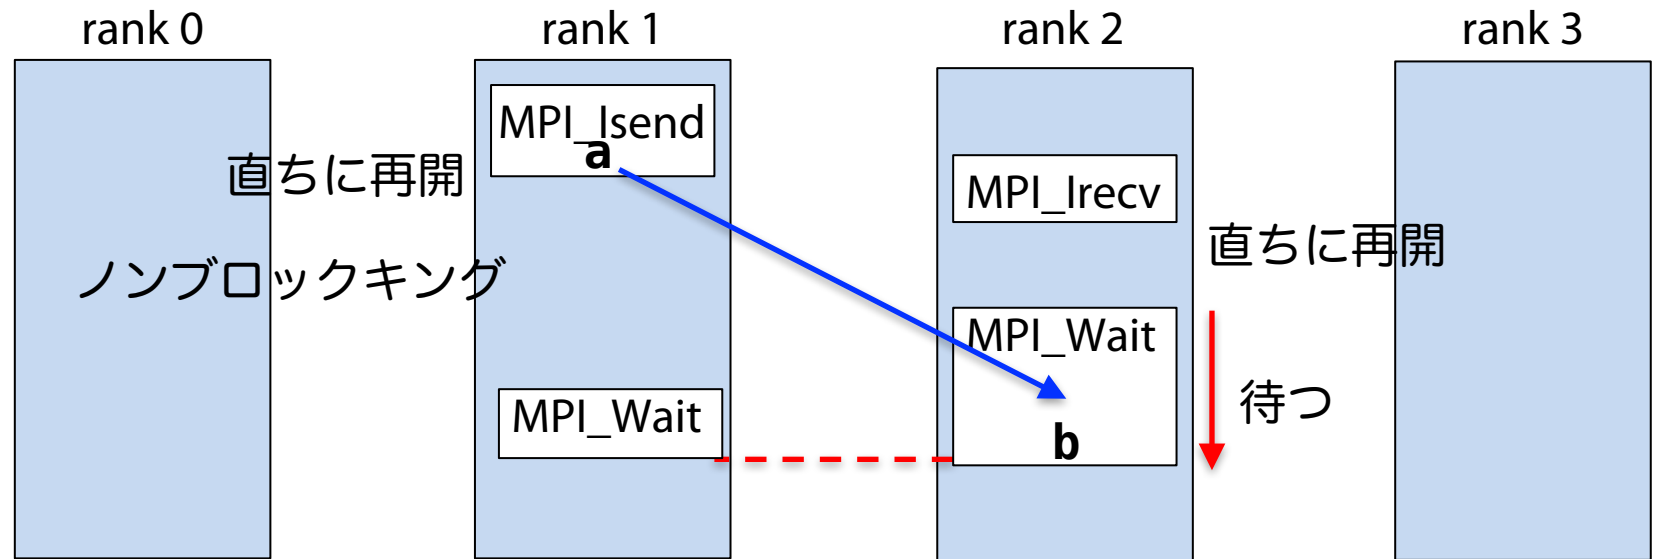 rank 0
rank 1
rank 2
rank 3
MPI_Isend
a
直ちに再開
MPI_Irecv
直ちに再開
ノンブロックキング
MPI_Wait
待つ
MPI_Wait
b